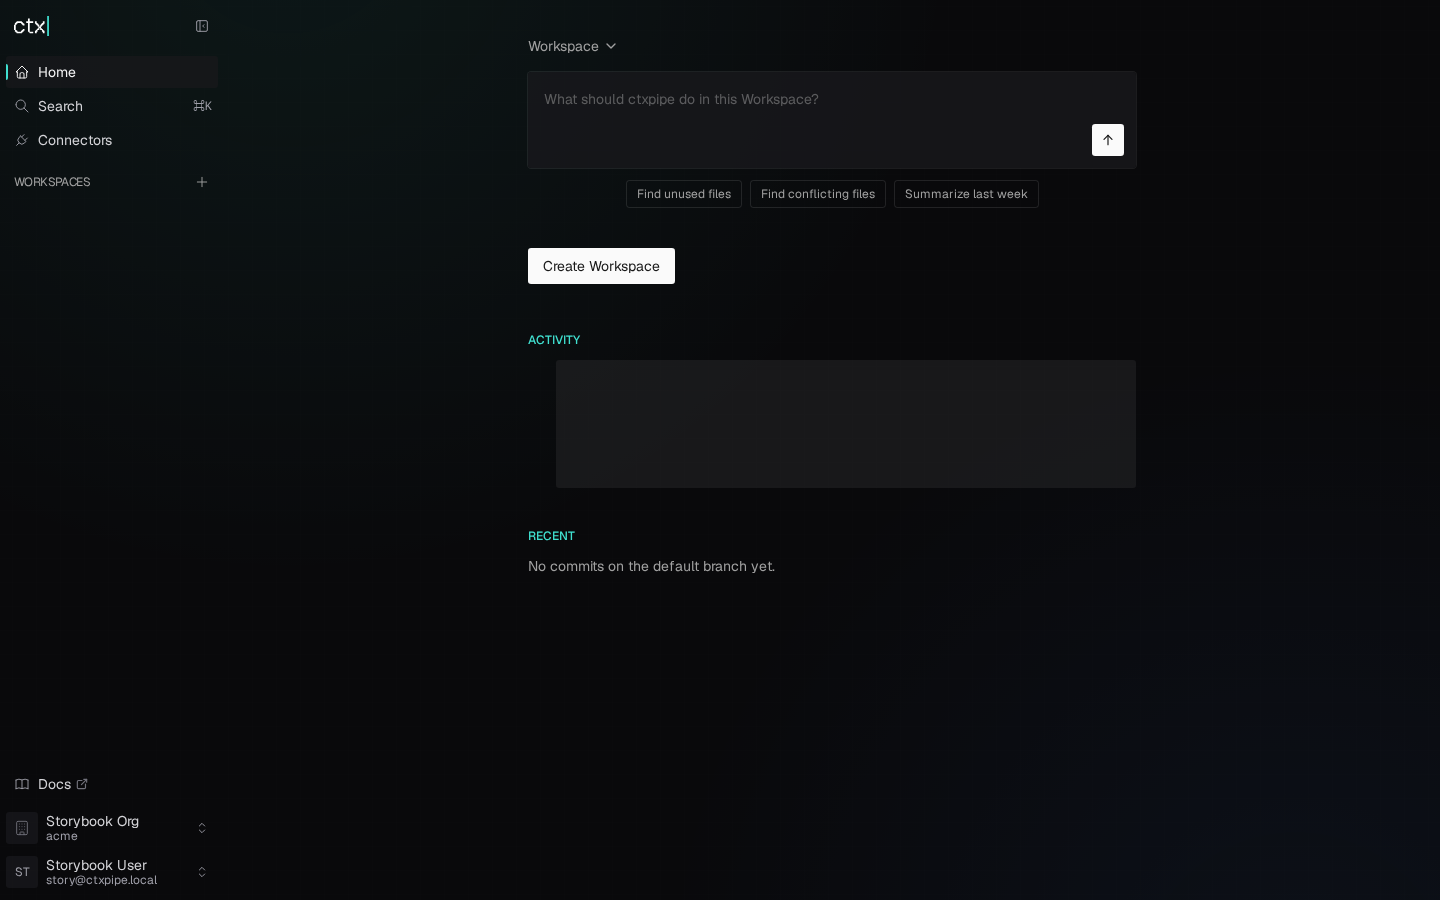 ctx
Home
Search ⌘K
Connectors
WORKSPACES
Workspace
What should ctxpipe do in this Workspace?
Find unused files
Find conflicting files
Summarize last week
Create Workspace
ACTIVITY
RECENT
No commits on the default branch yet.
Docs
Storybook Org
acme
ST
Storybook User
story@ctxpipe.local